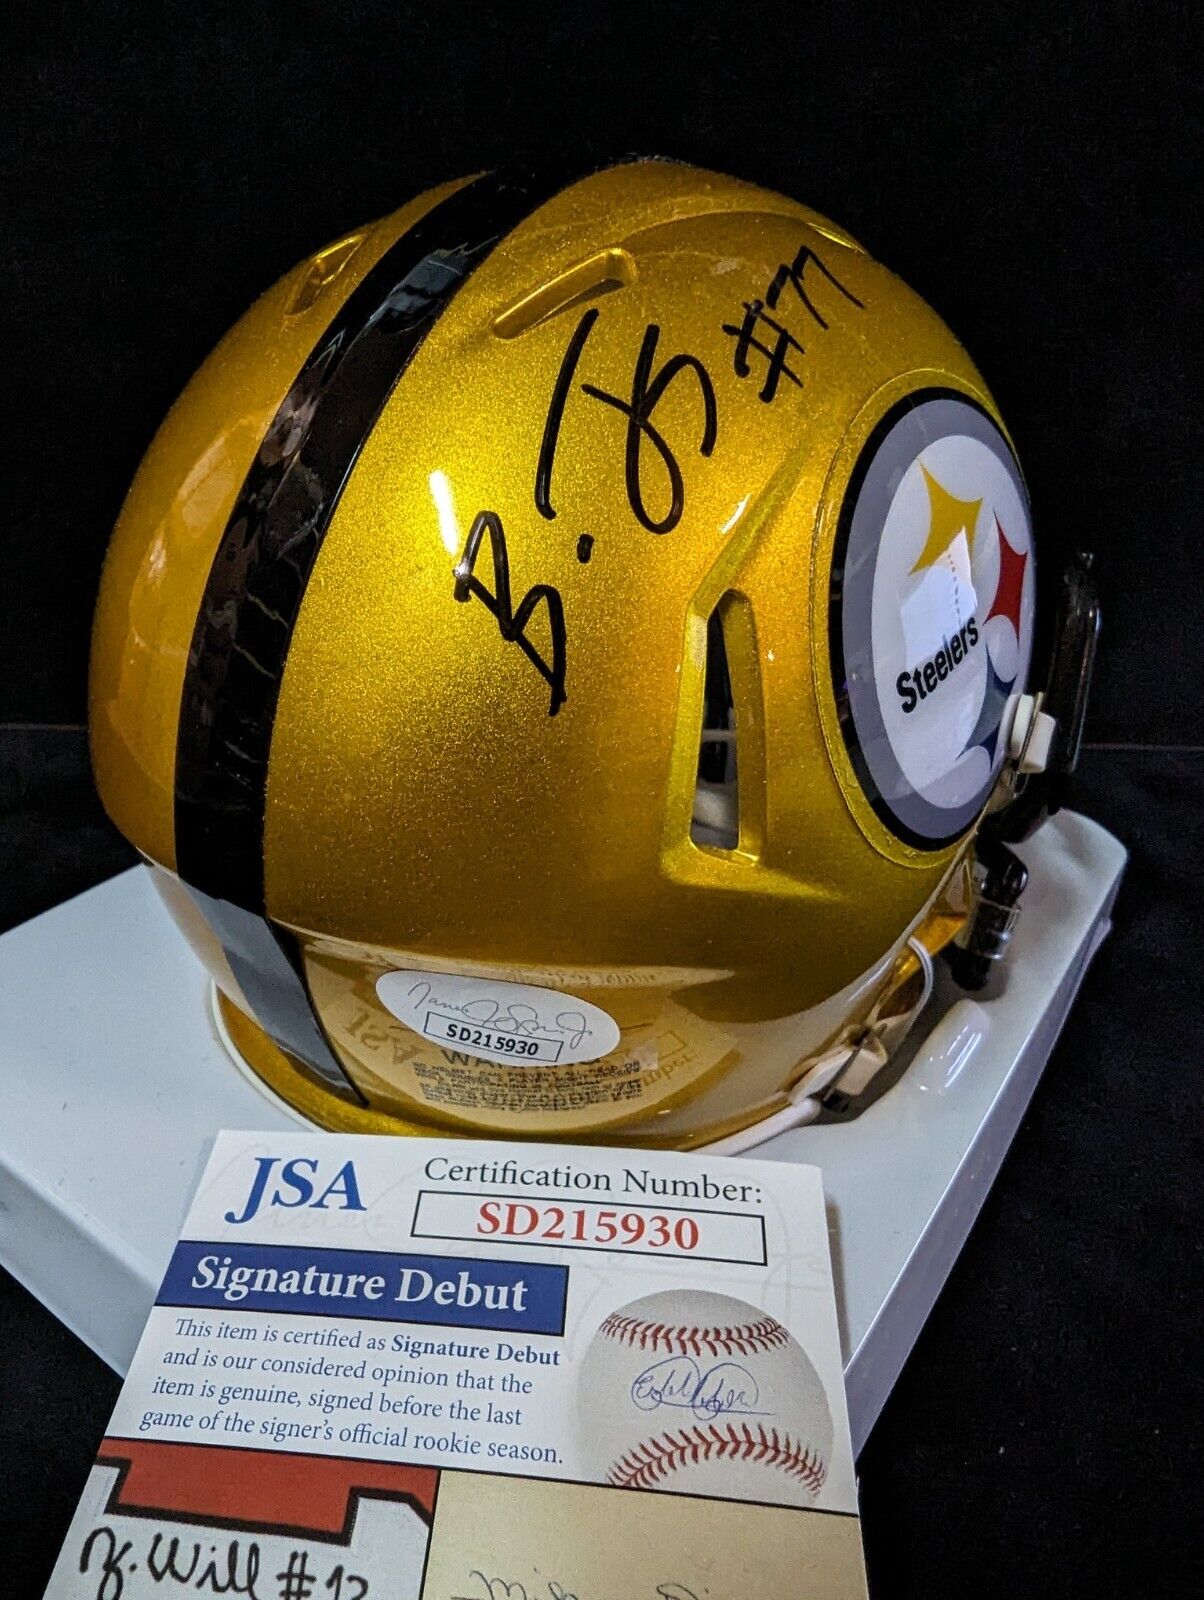 B. T #77
Steelers
SD215930
WAR
JSA
Certification Number:
SD215930
Signature Debut
This item is certified as Signature Debut
and is our considered opinion that the
item is genuine, signed before the last
game of the signer's official rookie season.
Z. Will #12